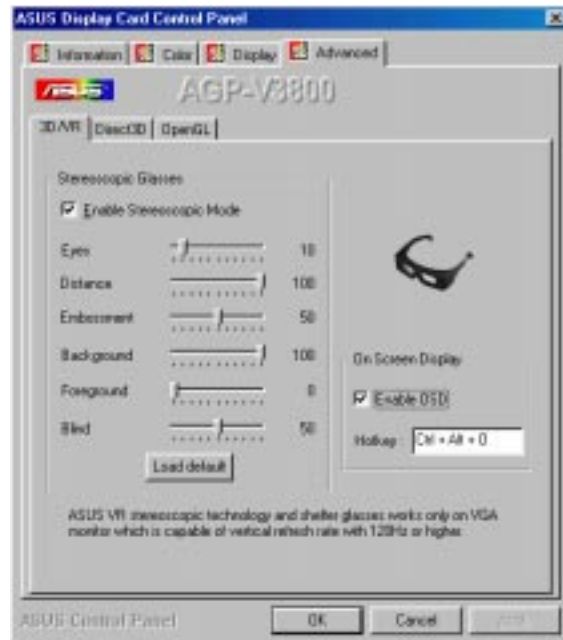 ASUS Display Card Control Panel
Information Color Display Advanced
ASUS AGP-V3800
3D/VR Direct3D OpenGL
Stereoscopic Glasses
Enable Stereoscopic Mode
Eyes 10
Distance 100
Embossment 50
Background 100
Foreground 0
Blind 50
Load default
On Screen Display
Enable OSD
Hotkey : Ctrl + Alt + O
ASUS VR stereoscopic technology and shelter glasses works only on VGA
monitor which is capable of vertical refresh rate with 120Hz or higher.
ASUS Control Panel OK Cancel